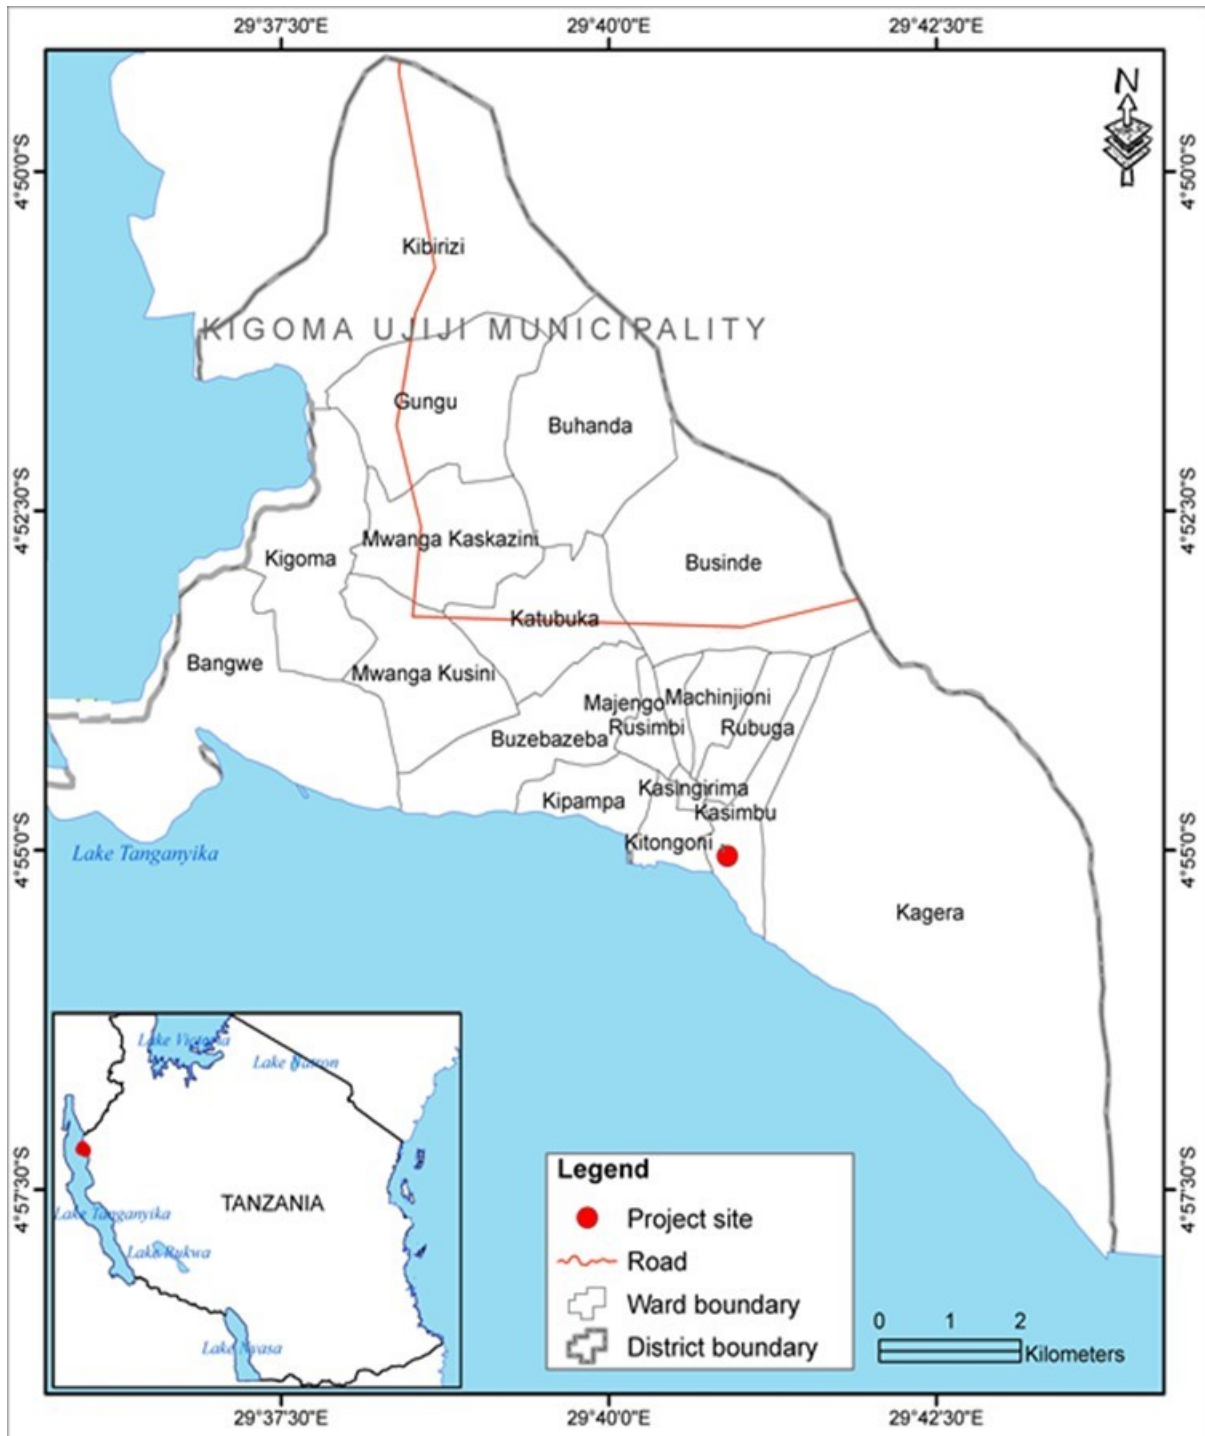 29°37'30"E 29°40'0"E 29°42'30"E
N
4°50'0"S 4°50'0"S
Kibirizi
KIGOMA UJIJI MUNICIPALITY
Gungu
Buhanda
4°52'30"S 4°52'30"S
Mwanga Kaskazini
Kigoma
Businde
Katubuka
Bangwe
Mwanga Kusini
Majengo
Machinjioni
Rusimbi
Rubuga
Buzebazeba
Kasingirima
Kipampa
Kasimbu
Kitongoni
Lake Tanganyika
4°55'0"S 4°55'0"S
Kagera
Lake Victoria
Lake Natron
TANZANIA
Lake Tanganyika
Lake Rukwa
Lake Nyasa
4°57'30"S 4°57'30"S
Legend
Project site
Road
Ward boundary
District boundary
0 1 2
Kilometers
29°37'30"E 29°40'0"E 29°42'30"E